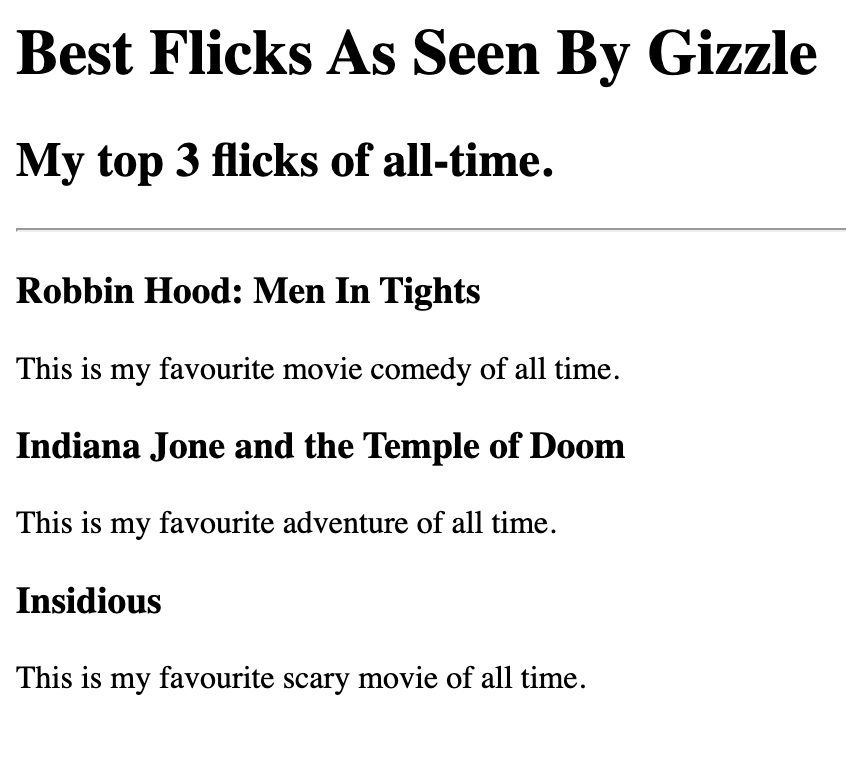 Best Flicks As Seen By Gizzle
My top 3 flicks of all-time.
Robbin Hood: Men In Tights
This is my favourite movie comedy of all time.
Indiana Jone and the Temple of Doom
This is my favourite adventure of all time.
Insidious
This is my favourite scary movie of all time.